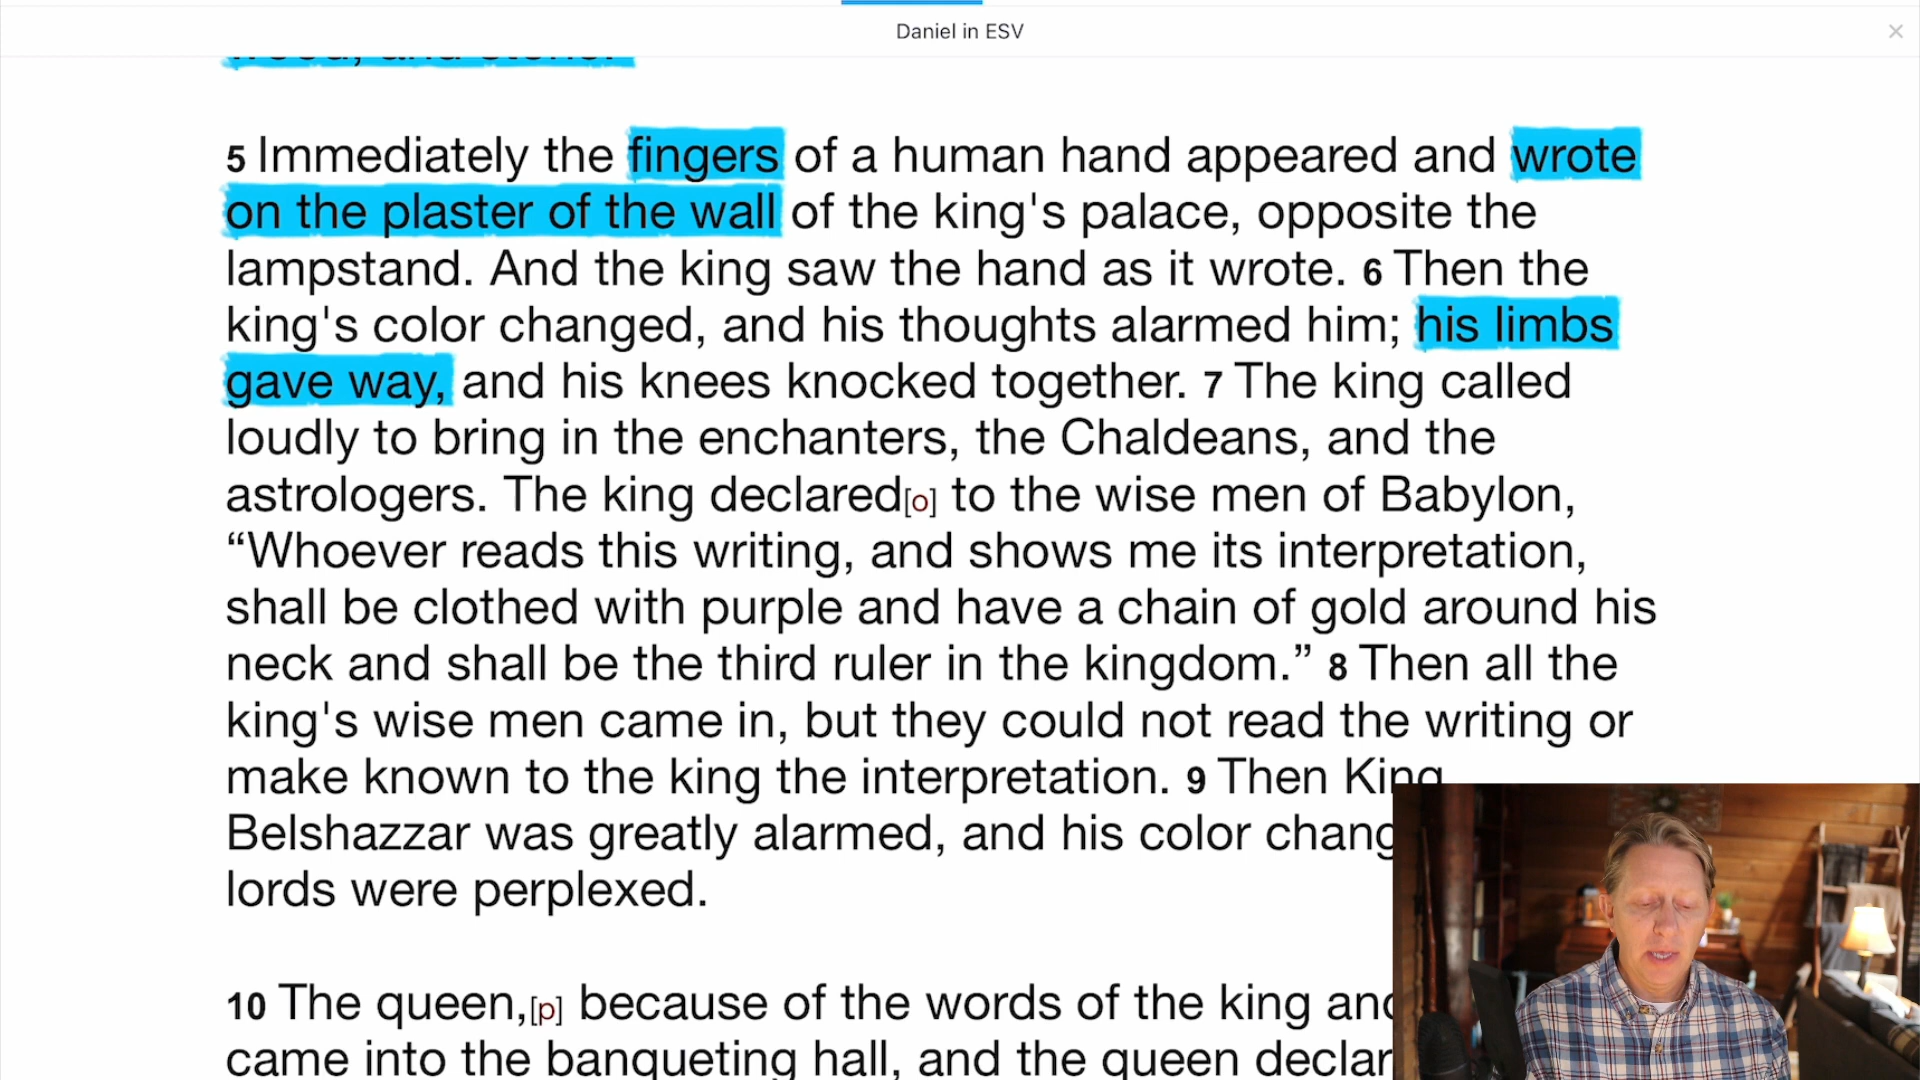 Daniel in ESV
wood, and stone.
5 Immediately the fingers of a human hand appeared and wrote
on the plaster of the wall of the king's palace, opposite the
lampstand. And the king saw the hand as it wrote. 6 Then the
king's color changed, and his thoughts alarmed him; his limbs
gave way, and his knees knocked together. 7 The king called
loudly to bring in the enchanters, the Chaldeans, and the
astrologers. The king declared[o] to the wise men of Babylon,
“Whoever reads this writing, and shows me its interpretation,
shall be clothed with purple and have a chain of gold around his
neck and shall be the third ruler in the kingdom.” 8 Then all the
king's wise men came in, but they could not read the writing or
make known to the king the interpretation. 9 Then King
Belshazzar was greatly alarmed, and his color chang
lords were perplexed.
10 The queen,[p] because of the words of the king and
came into the banqueting hall, and the queen declar